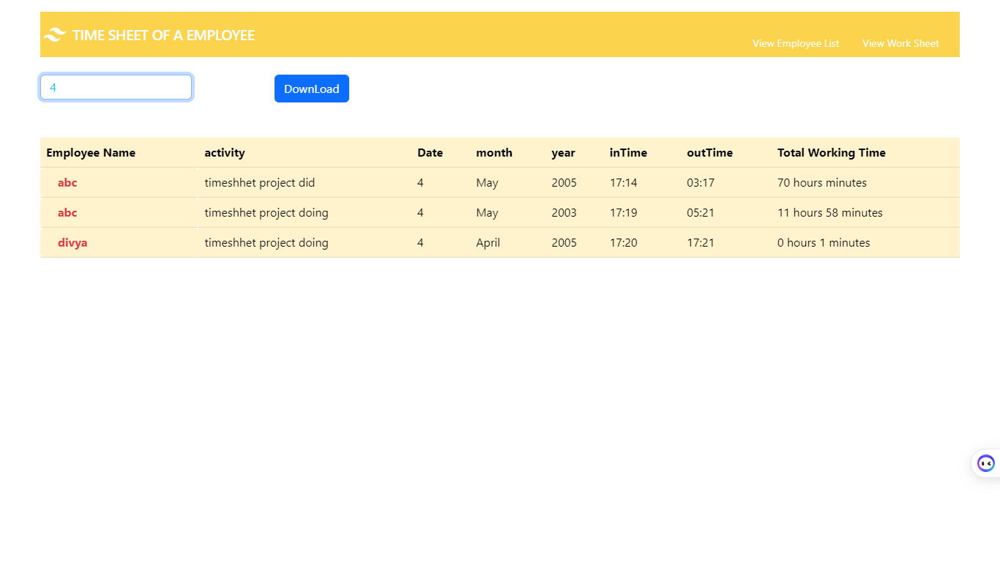 TIME SHEET OF A EMPLOYEE
View Employee List View Work Sheet
4 DownLoad
Employee Name activity Date month year inTime outTime Total Working Time
abc timeshhet project did 4 May 2005 17:14 03:17 70 hours minutes
abc timeshhet project doing 4 May 2003 17:19 05:21 11 hours 58 minutes
divya timeshhet project doing 4 April 2005 17:20 17:21 0 hours 1 minutes